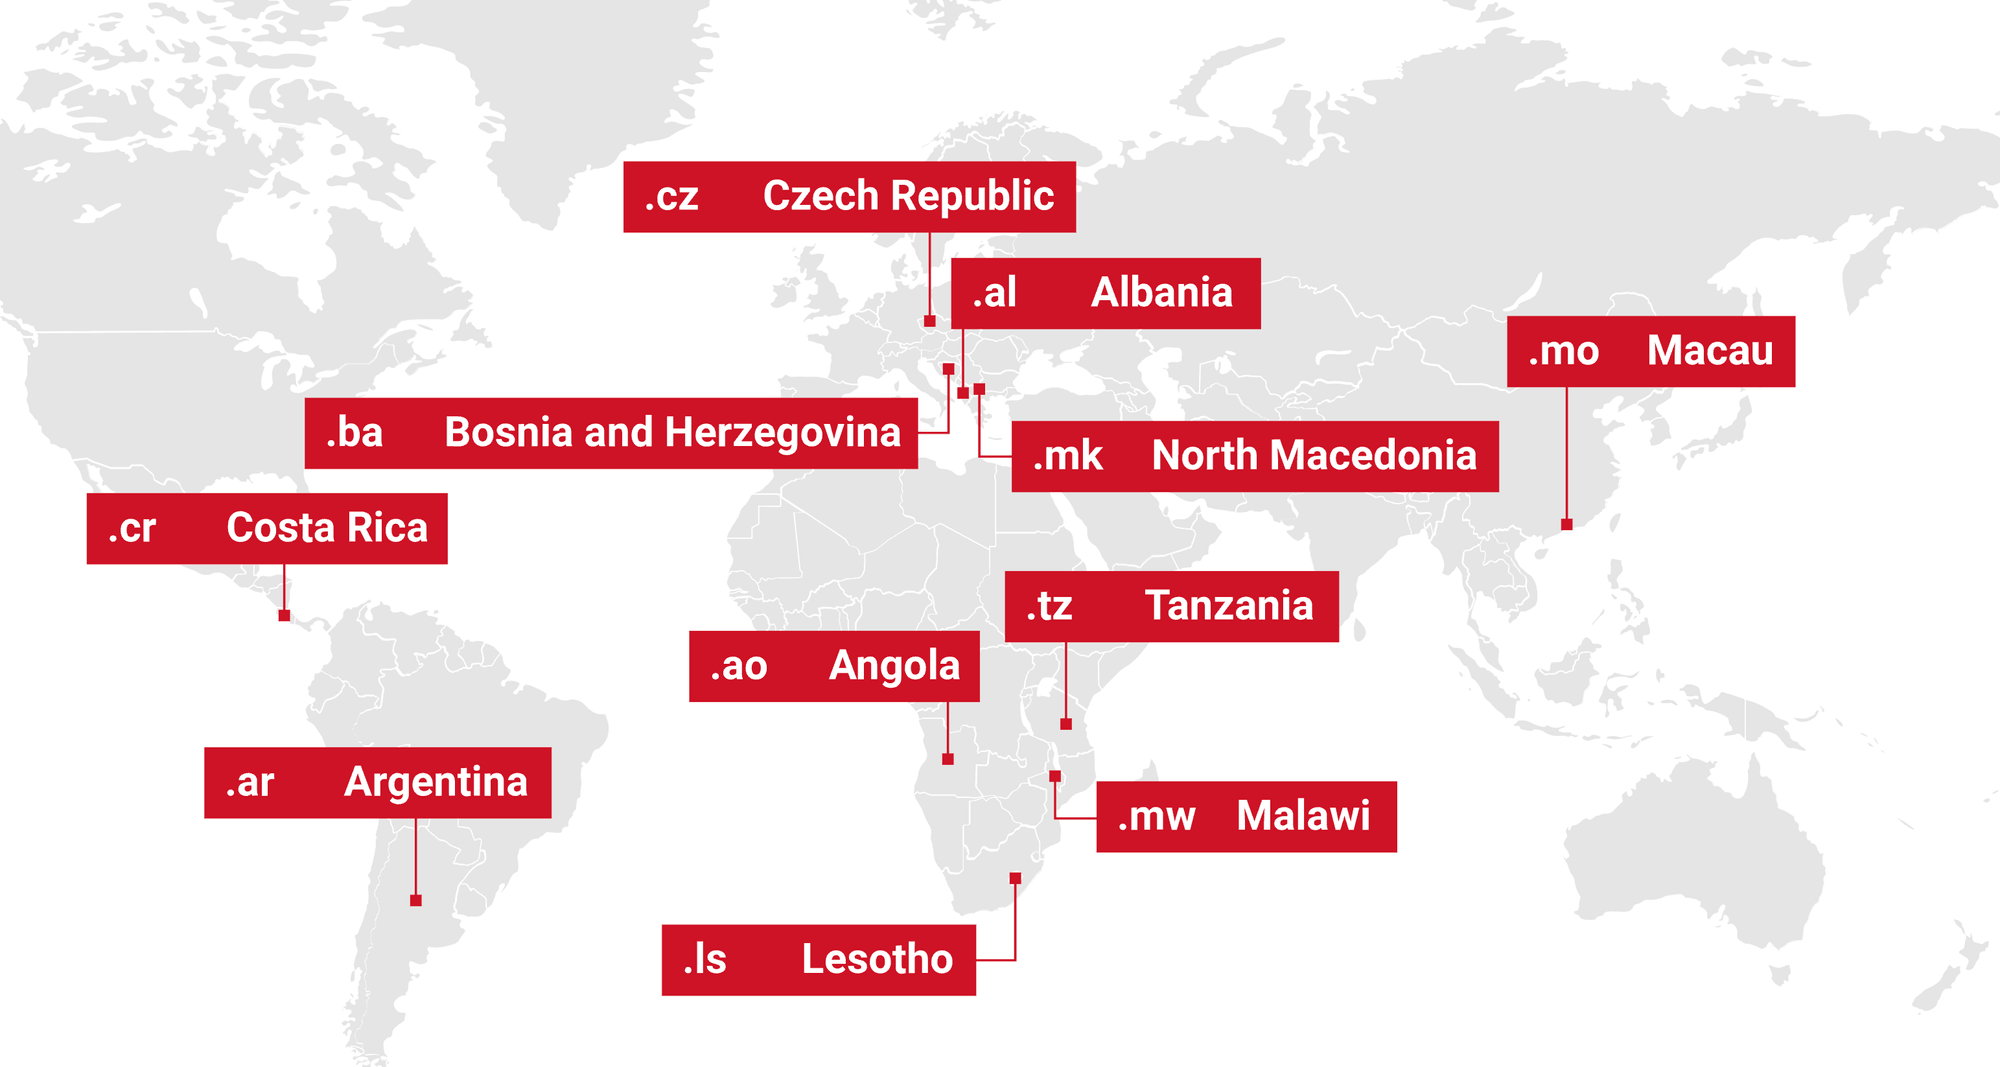 .cz Czech Republic
.al Albania
.mo Macau
.ba Bosnia and Herzegovina
.mk North Macedonia
.cr Costa Rica
.tz Tanzania
.ao Angola
.ar Argentina
.mw Malawi
.ls Lesotho